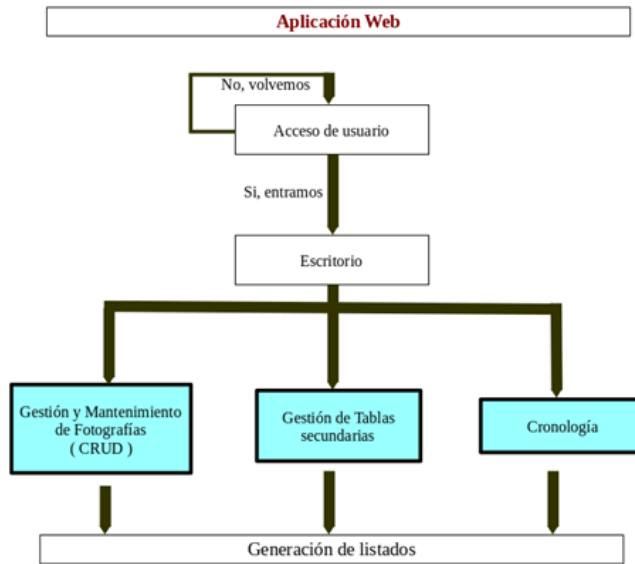 Aplicación Web
No, volvemos
Acceso de usuario
Si, entramos
Escritorio
Gestión y Mantenimiento
de Fotografías
( CRUD )
Gestión de Tablas
secundarias
Cronología
Generación de listados